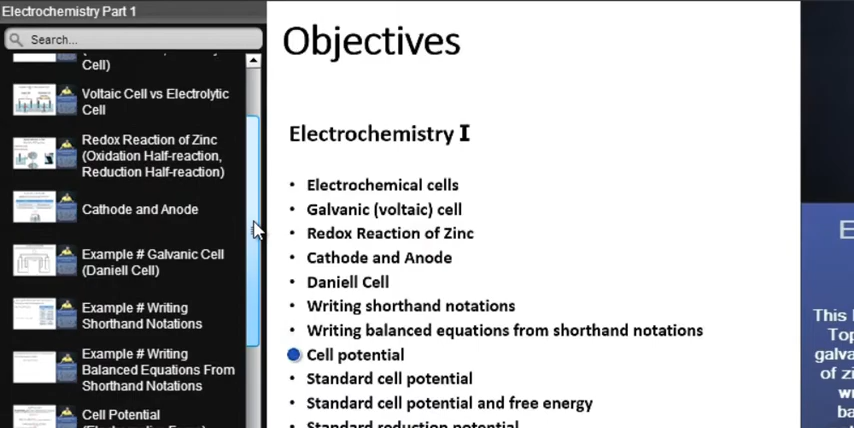 Electrochemistry Part 1
Search...
Cell)
Voltaic Cell vs Electrolytic
Cell
Redox Reaction of Zinc
(Oxidation Half-reaction,
Reduction Half-reaction)
Cathode and Anode
Example # Galvanic Cell
(Daniell Cell)
Example # Writing
Shorthand Notations
Example # Writing
Balanced Equations From
Shorthand Notations
Cell Potential
Objectives
Electrochemistry I
• Electrochemical cells
• Galvanic (voltaic) cell
• Redox Reaction of Zinc
• Cathode and Anode
• Daniell Cell
• Writing shorthand notations
• Writing balanced equations from shorthand notations
Cell potential
• Standard cell potential
• Standard cell potential and free energy
• Standard reduction potential
E
This
Top
galva
of zi
w
ba